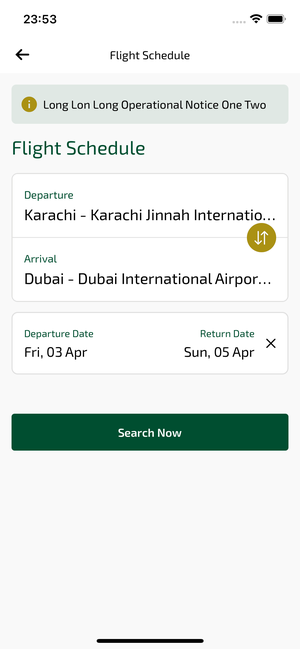 23:53
Flight Schedule
Long Lon Long Operational Notice One Two
Flight Schedule
Departure
Karachi - Karachi Jinnah Internatio...
Arrival
Dubai - Dubai International Airpor...
Departure Date
Return Date
Fri, 03 Apr
Sun, 05 Apr
Search Now